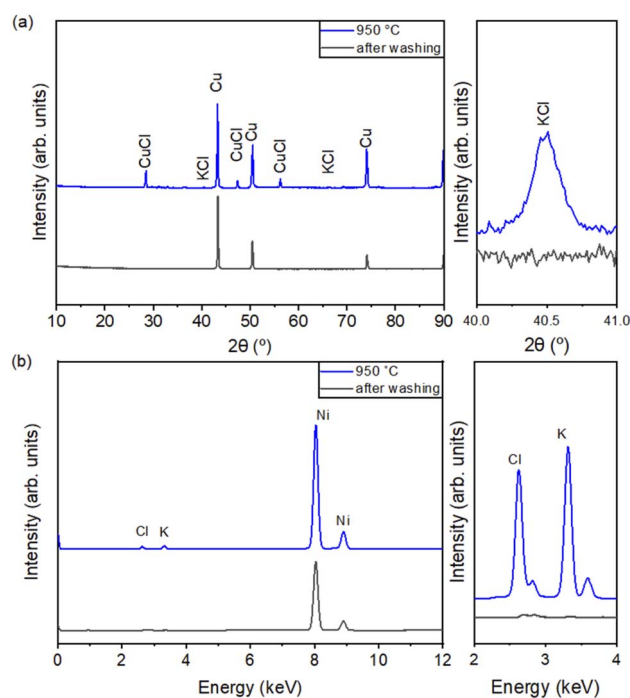 (a)
950 °C
after washing
Intensity (arb. units)
CuCl
KCl
Cu
CuCl
Cu
CuCl
KCl
Cu
10 20 30 40 50 60 70 80 90
2θ (º)
Intensity (arb. units)
KCl
40.0 40.5 41.0
2θ (º)
(b)
950 °C
after washing
Intensity (arb. units)
Cl
K
Ni
Ni
0 2 4 6 8 10 12
Energy (keV)
Intensity (arb. units)
Cl
K
2 3 4
Energy (keV)